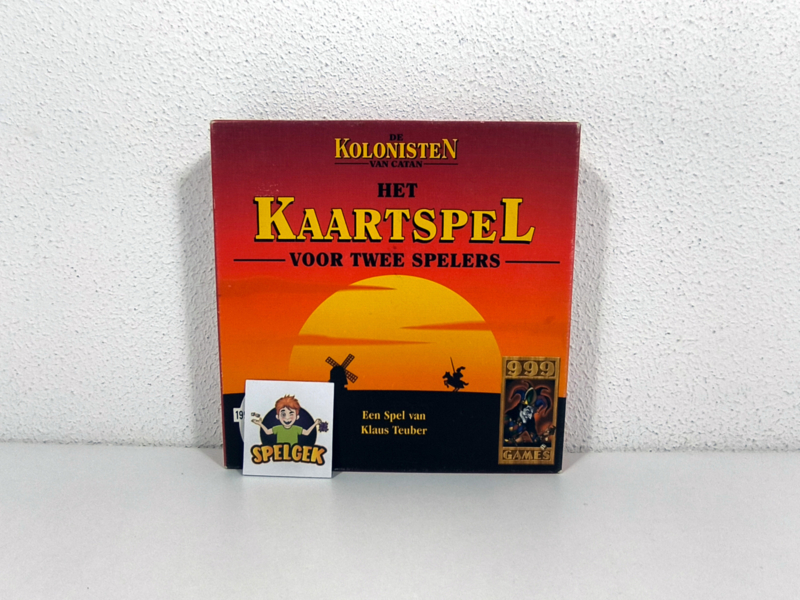 DE
KOLONISTEN
VAN CATAN
HET
KAARTSPEL
VOOR TWEE SPELERS
999
GAMES
Een Spel van
Klaus Teuber
SPELGEK